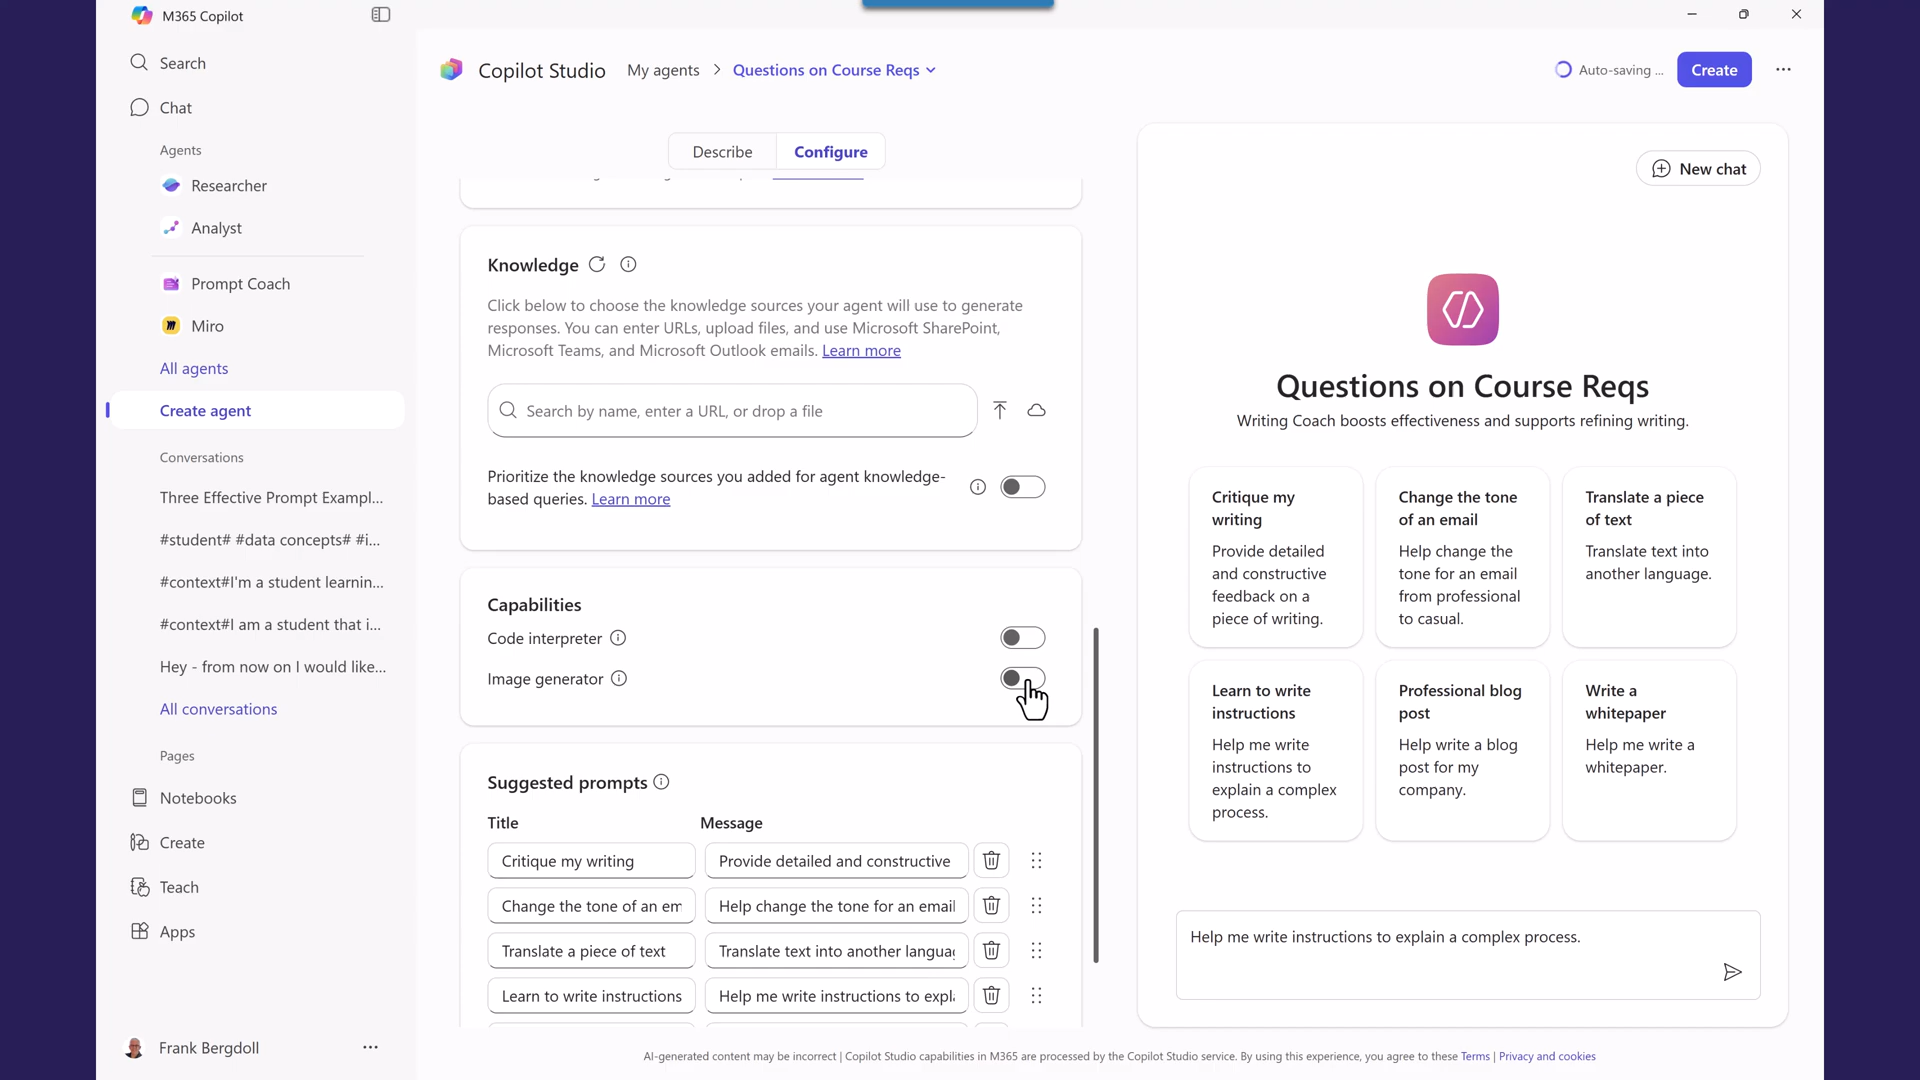 M365 Copilot
Search
Chat
Agents
Researcher
Analyst
Prompt Coach
Miro
All agents
Create agent
Conversations
Three Effective Prompt Exampl...
#student# #data concepts# #i...
#context#I'm a student learnin...
#context#I am a student that i...
Hey - from now on I would like...
All conversations
Pages
Notebooks
Create
Teach
Apps
Frank Bergdoll
Copilot Studio
My agents > Questions on Course Reqs
Auto-saving ...
Create
Describe
Configure
Knowledge
Click below to choose the knowledge sources your agent will use to generate
responses. You can enter URLs, upload files, and use Microsoft SharePoint,
Microsoft Teams, and Microsoft Outlook emails. Learn more
Search by name, enter a URL, or drop a file
Prioritize the knowledge sources you added for agent knowledge-
based queries. Learn more
Capabilities
Code interpreter
Image generator
Suggested prompts
Title Message
Critique my writing Provide detailed and constructive
Change the tone of an em Help change the tone for an email
Translate a piece of text Translate text into another languag
Learn to write instructions Help me write instructions to expla
New chat
Questions on Course Reqs
Writing Coach boosts effectiveness and supports refining writing.
Critique my
writing
Provide detailed
and constructive
feedback on a
piece of writing.
Change the tone
of an email
Help change the
tone for an email
from professional
to casual.
Translate a piece
of text
Translate text into
another language.
Learn to write
instructions
Help me write
instructions to
explain a complex
process.
Professional blog
post
Help write a blog
post for my
company.
Write a
whitepaper
Help me write a
whitepaper.
Help me write instructions to explain a complex process.
AI-generated content may be incorrect | Copilot Studio capabilities in M365 are processed by the Copilot Studio service. By using this experience, you agree to these Terms | Privacy and cookies